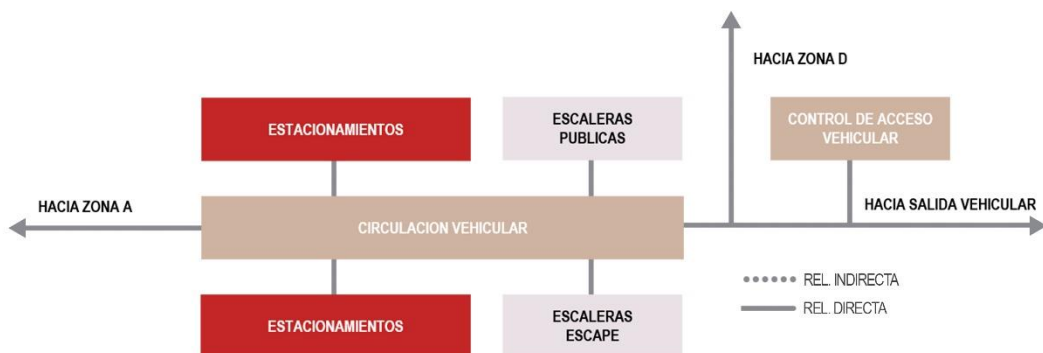 HACIA ZONA D
ESTACIONAMIENTOS
ESCALERAS
PUBLICAS
CONTROL DE ACCESO
VEHICULAR
HACIA ZONA A
HACIA SALIDA VEHICULAR
CIRCULACION VEHICULAR
REL. INDIRECTA
REL. DIRECTA
ESTACIONAMIENTOS
ESCALERAS
ESCAPE